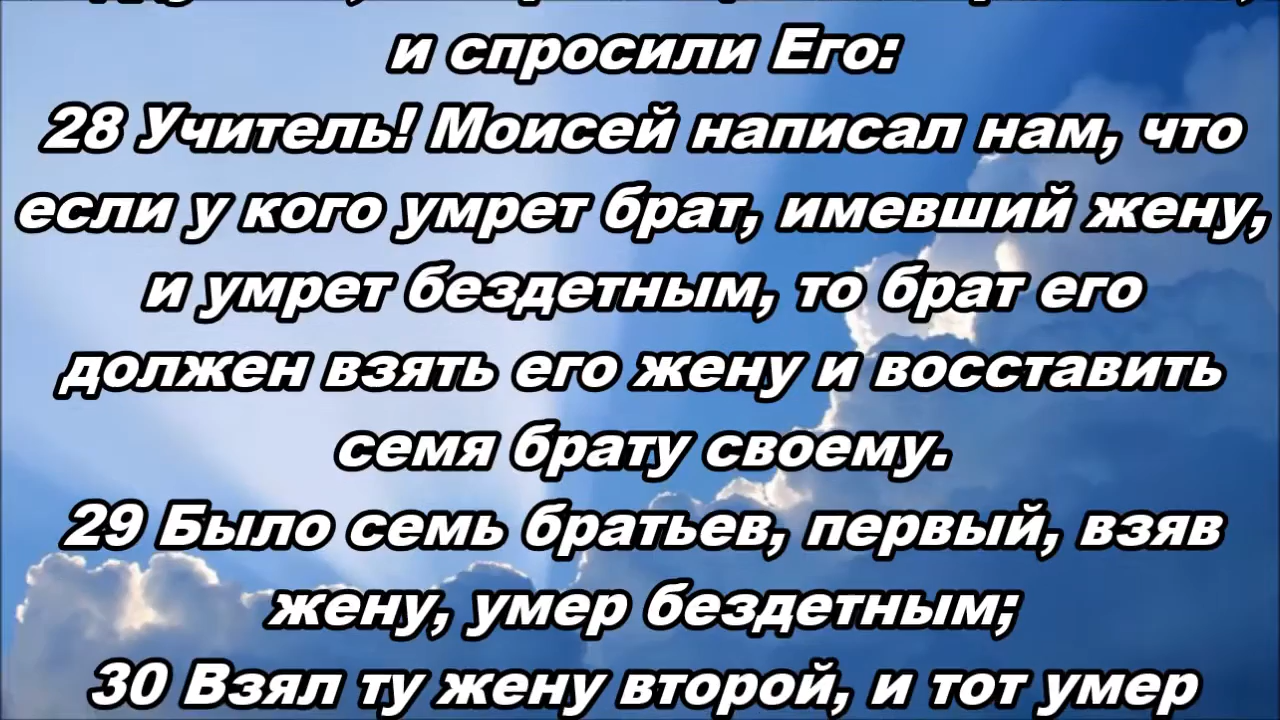 и спросили Его:
28 Учитель! Моисей написал нам, что
если у кого умрет брат, имевший жену,
и умрет бездетным, то брат его
должен взять его жену и восставить
семя брату своему.
29 Было семь братьев, первый, взяв
жену, умер бездетным;
30 Взял ту жену второй, и тот умер